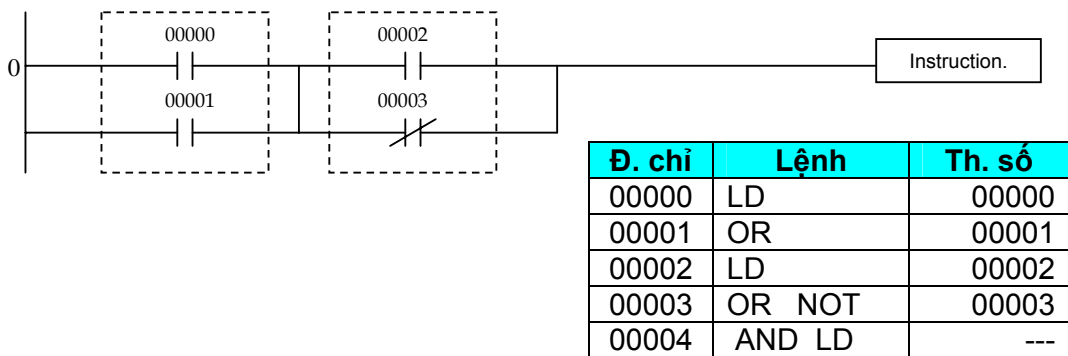 00000 00002
0 Instruction.
00001 00003
Đ. chỉ Lệnh Th. số
00000 LD 00000
00001 OR 00001
00002 LD 00002
00003 OR NOT 00003
00004 AND LD ---